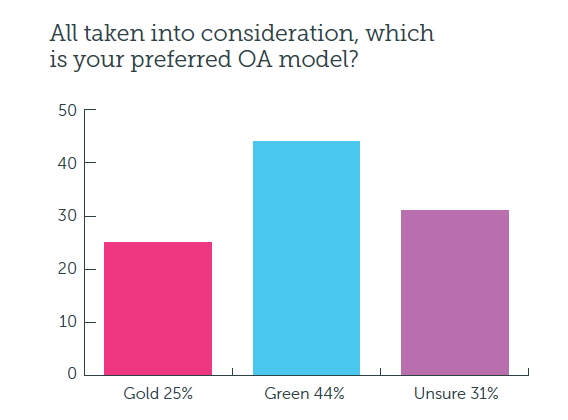 All taken into consideration, which
is your preferred OA model?
50
40
30
20
10
0
Gold 25%
Green 44%
Unsure 31%